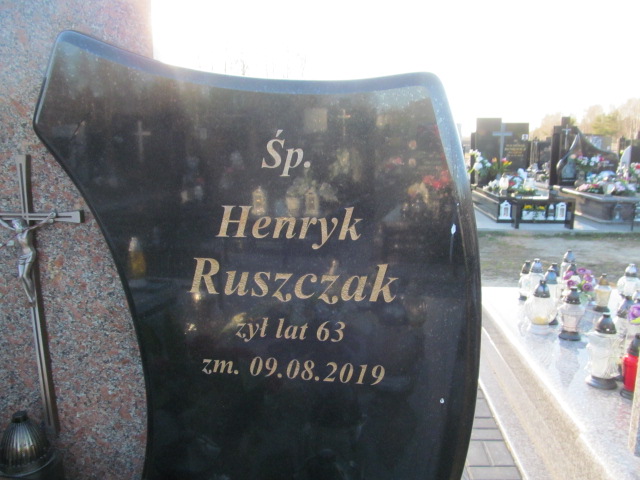 Śp.
Henryk
Ruszczak
żył lat 63
zm. 09.08.2019